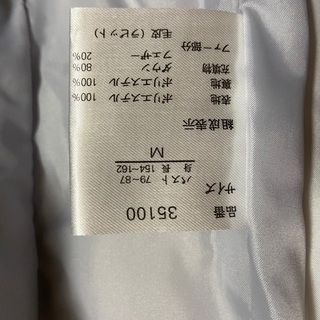 品番
35100
サイズ
バスト 79~87
身長 154~162
M
組成表示
表地 ポリエステル 100%
裏地 ポリエステル 100%
充填物 ダウン 80%
フェザー 20%
ファー部分
毛皮 (ラビット)